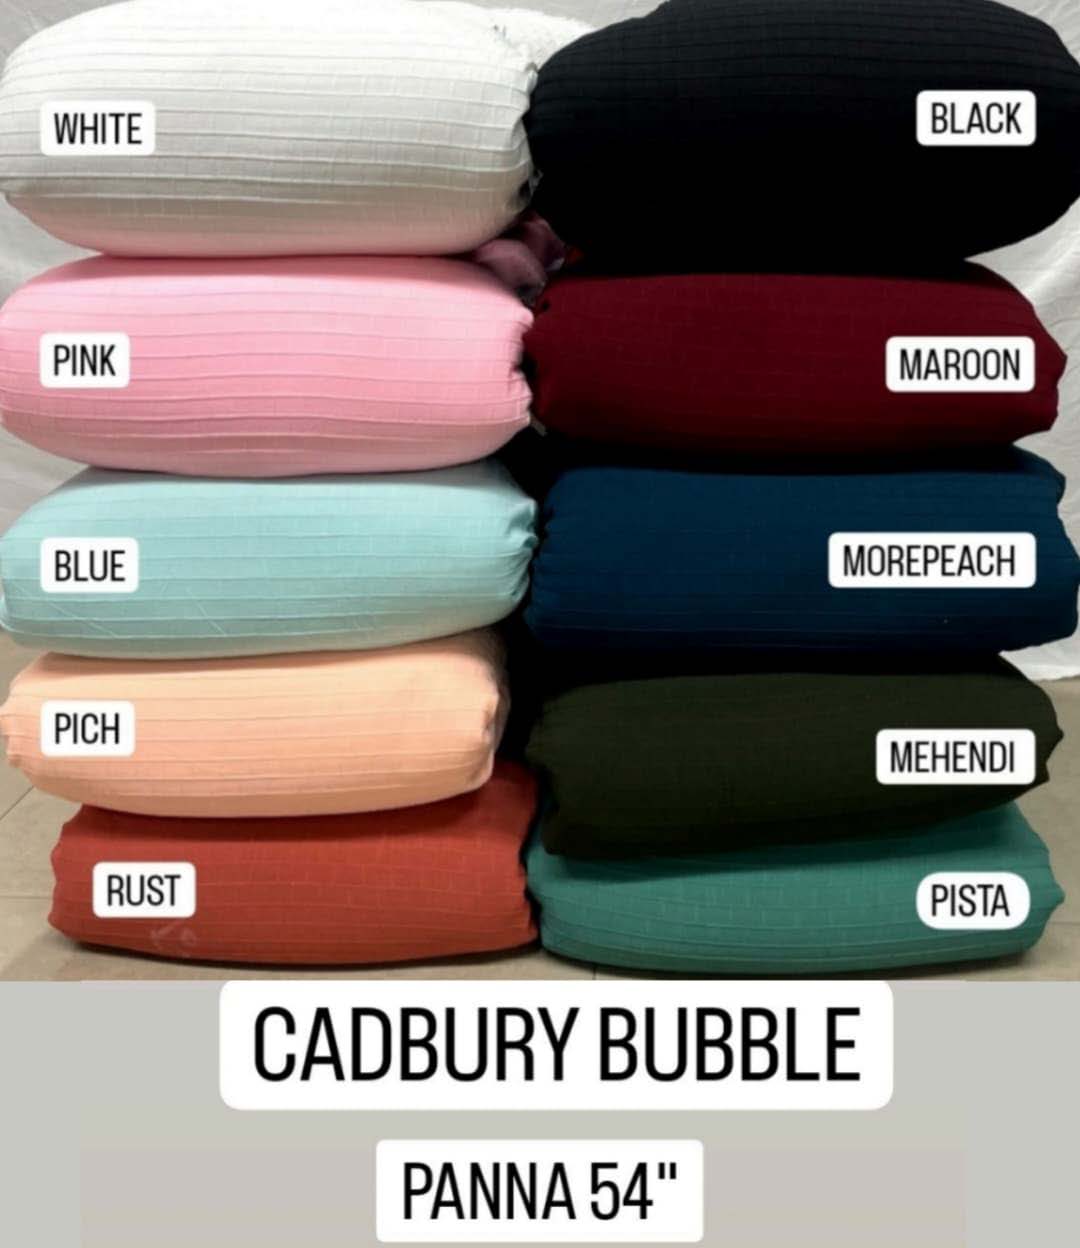 WHITE
BLACK
PINK
MAROON
BLUE
MOREPEACH
PICH
MEHENDI
RUST
PISTA
CADBURY BUBBLE
PANNA 54"